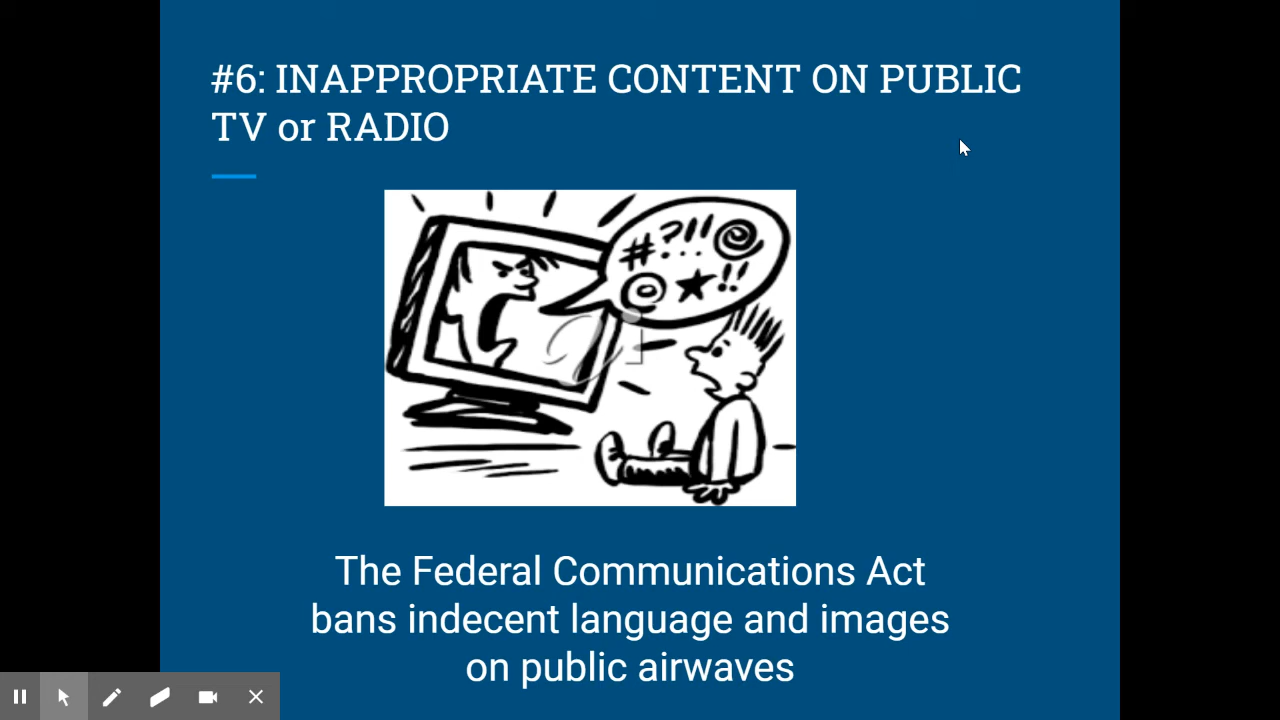 #6: INAPPROPRIATE CONTENT ON PUBLIC
TV or RADIO
#?!!
...
!!
The Federal Communications Act
bans indecent language and images
on public airwaves